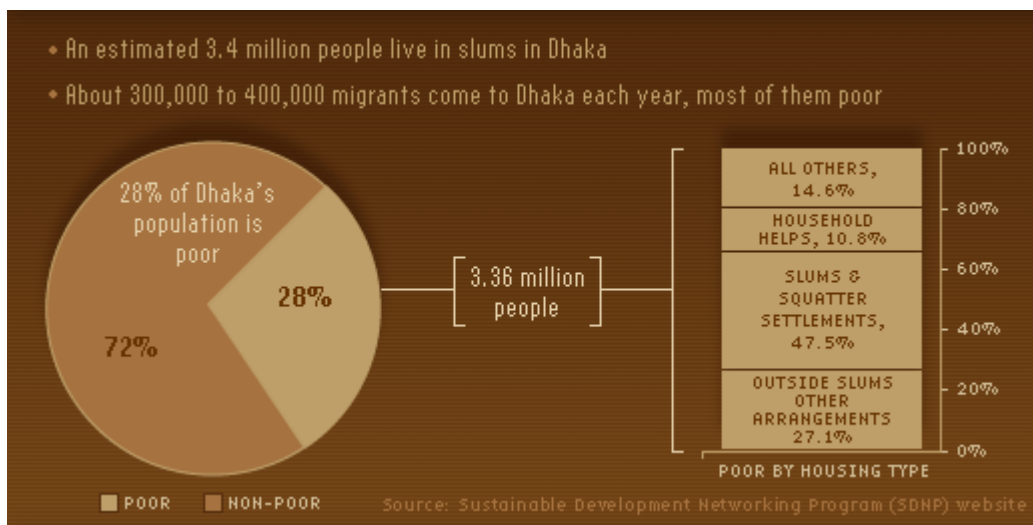 • An estimated 3.4 million people live in slums in Dhaka
• About 300,000 to 400,000 migrants come to Dhaka each year, most of them poor
28% of Dhaka's
population is
poor
28%
72%
3.36 million
people
ALL OTHERS,
14.6%
HOUSEHOLD
HELPS, 10.8%
SLUMS &
SQUATTER
SETTLEMENTS,
47.5%
OUTSIDE SLUMS
OTHER
ARRANGEMENTS
27.1%
100%
80%
60%
40%
20%
0%
POOR BY HOUSING TYPE
POOR
NON-POOR
Source: Sustainable Development Networking Program (SDNP) website